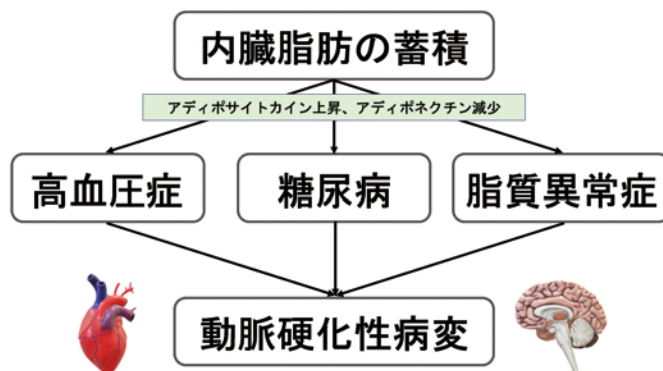 内臓脂肪の蓄積
アディポサイトカイン上昇、アディポネクチン減少
高血圧症
糖尿病
脂質異常症
動脈硬化性病変